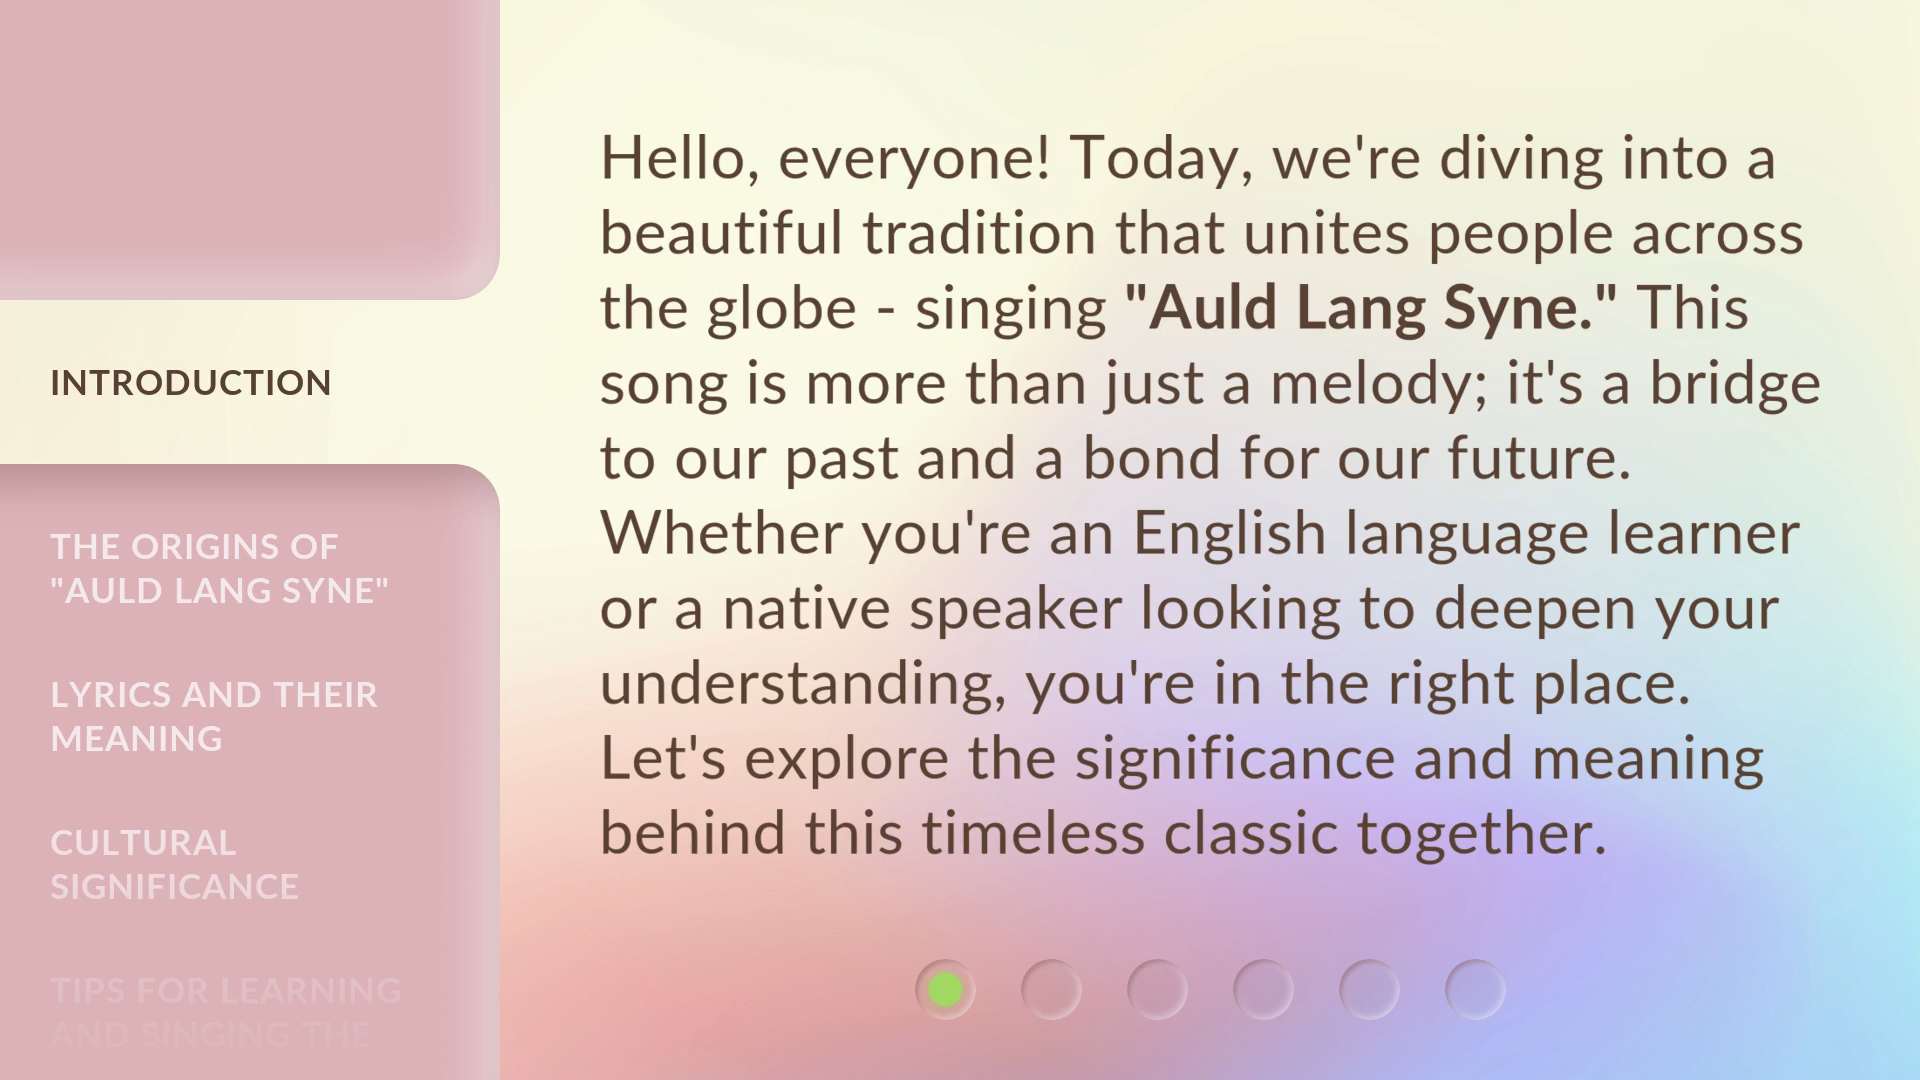 INTRODUCTION
THE ORIGINS OF
"AULD LANG SYNE"
LYRICS AND THEIR
MEANING
CULTURAL
SIGNIFICANCE
TIPS FOR LEARNING
AND SINGING THE
Hello, everyone! Today, we're diving into a
beautiful tradition that unites people across
the globe - singing "Auld Lang Syne." This
song is more than just a melody; it's a bridge
to our past and a bond for our future.
Whether you're an English language learner
or a native speaker looking to deepen your
understanding, you're in the right place.
Let's explore the significance and meaning
behind this timeless classic together.